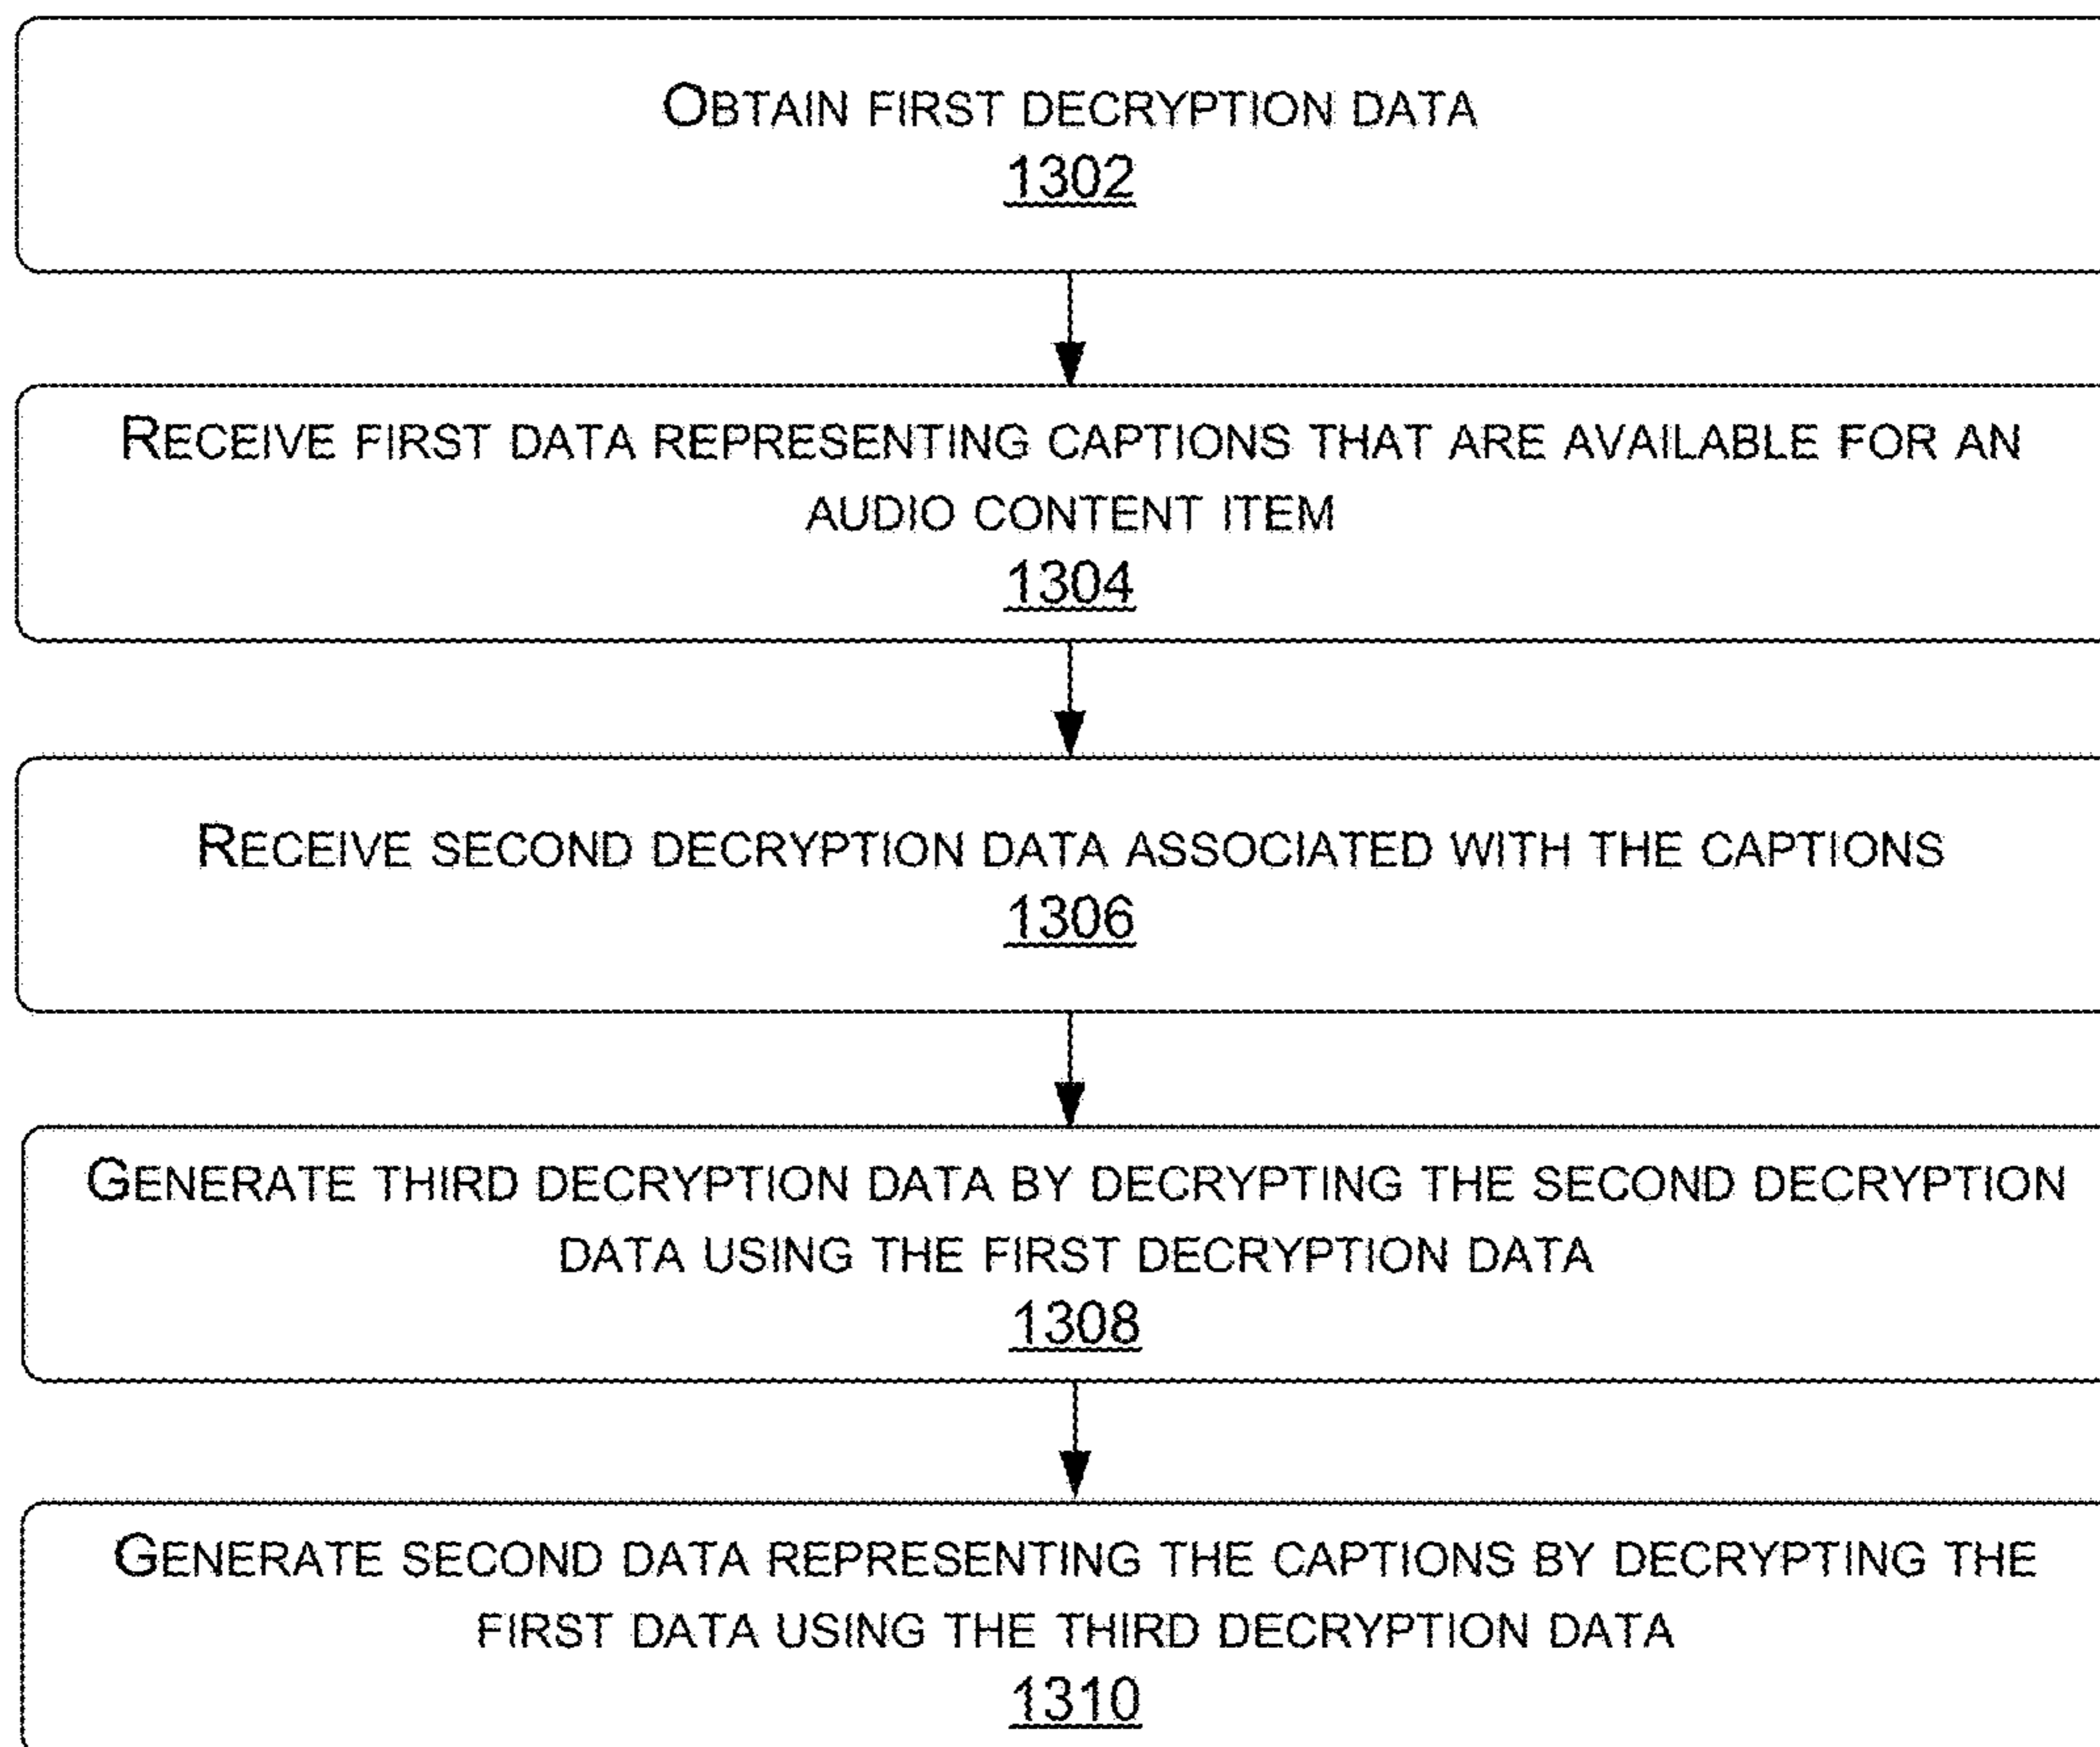 OBTAIN FIRST DECRYPTION DATA
1302
RECEIVE FIRST DATA REPRESENTING CAPTIONS THAT ARE AVAILABLE FOR AN
AUDIO CONTENT ITEM
1304
RECEIVE SECOND DECRYPTION DATA ASSOCIATED WITH THE CAPTIONS
1306
GENERATE THIRD DECRYPTION DATA BY DECRYPTING THE SECOND DECRYPTION
DATA USING THE FIRST DECRYPTION DATA
1308
GENERATE SECOND DATA REPRESENTING THE CAPTIONS BY DECRYPTING THE
FIRST DATA USING THE THIRD DECRYPTION DATA
1310